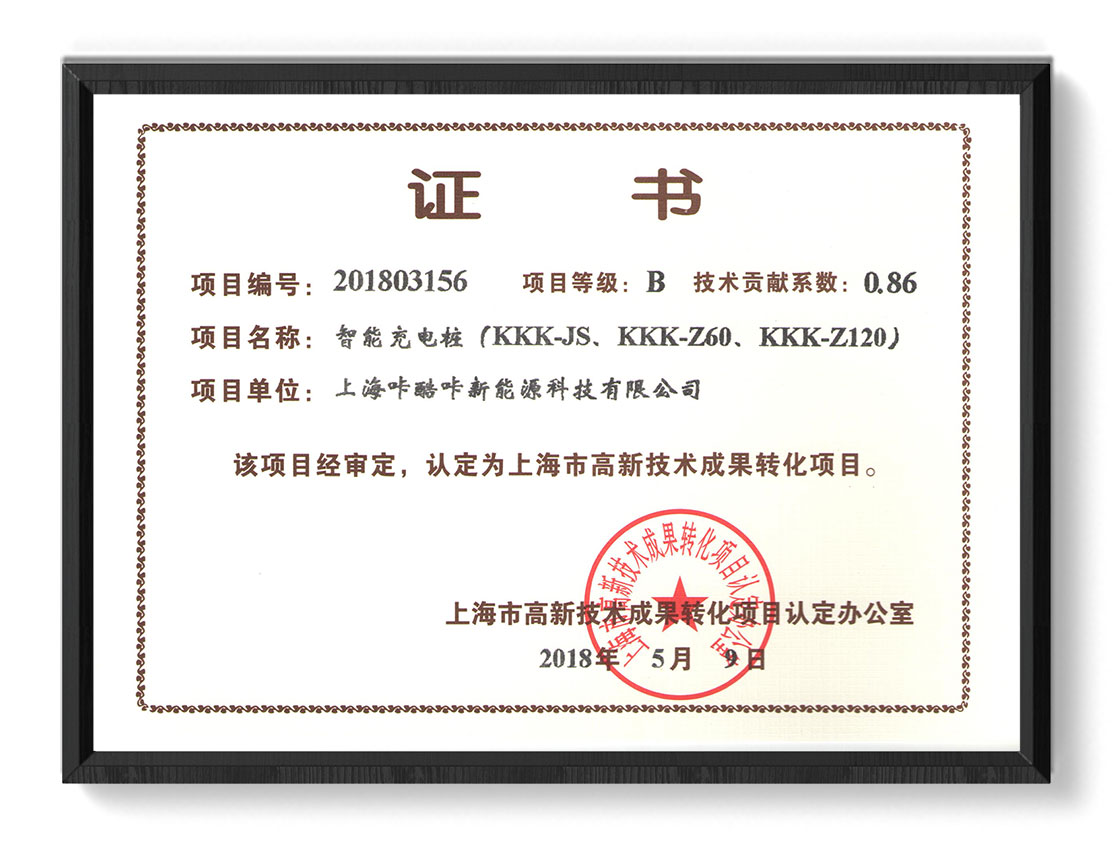 证书
项目编号：201803156 项目等级：B 技术贡献系数：0.86
项目名称：智能充电桩（KKK-JS、KKK-Z60、KKK-Z120）
项目单位：上海咔酷咔新能源科技有限公司
该项目经审定，认定为上海市高新技术成果转化项目。
上海市高新技术成果转化项目认定办公室
上海市高新技术成果转化项目认定办公室
2018年 5月 9日